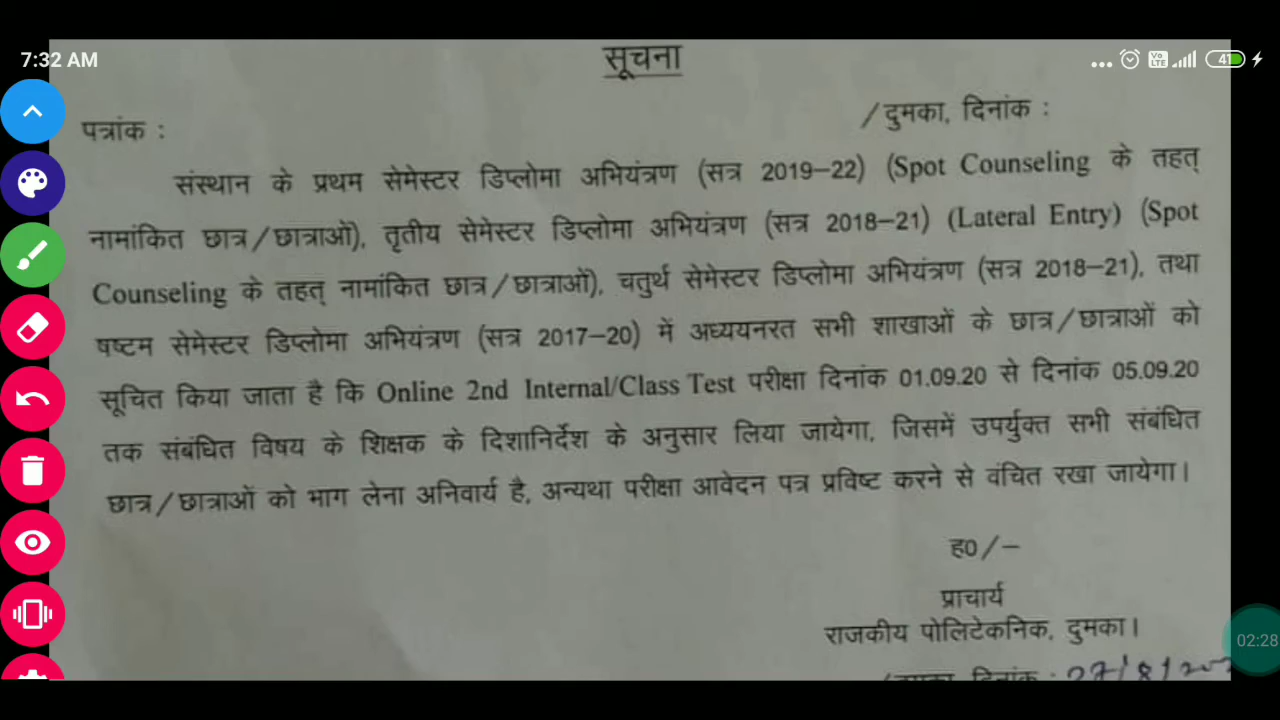 7:32 AM
41
सूचना
पत्रांक :
/दुमका, दिनांक :
संस्थान के प्रथम सेमेस्टर डिप्लोमा अभियंत्रण (सत्र 2019–22) (Spot Counseling के तहत्
नामांकित छात्र/छात्राओं), तृतीय सेमेस्टर डिप्लोमा अभियंत्रण (सत्र 2018-21) (Lateral Entry) (Spot
Counseling के तहत् नामांकित छात्र/छात्राओं), चतुर्थ सेमेस्टर डिप्लोमा अभियंत्रण (सत्र 2018–21), तथा
षष्टम सेमेस्टर डिप्लोमा अभियंत्रण (सत्र 2017–20) में अध्ययनरत सभी शाखाओं के छात्र/छात्राओं को
सूचित किया जाता है कि Online 2nd Internal/Class Test परीक्षा दिनांक 01.09.20 से दिनांक 05.09.20
तक संबंधित विषय के शिक्षक के दिशानिर्देश के अनुसार लिया जायेगा, जिसमें उपर्युक्त सभी संबंधित
छात्र/छात्राओं को भाग लेना अनिवार्य है, अन्यथा परीक्षा आवेदन पत्र प्रविष्ट करने से वंचित रखा जायेगा।
ह0/–
प्राचार्य
राजकीय पोलिटेकनिक, दुमका।
/दुमका, दिनांक :
02:28